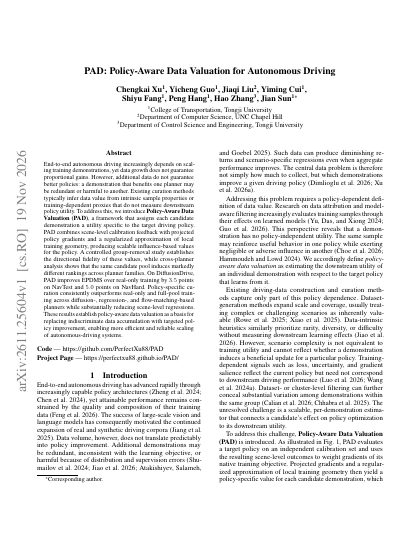 PAD: Policy-Aware Data Valuation for Autonomous Driving
Chengkai Xu¹, Yicheng Guo¹, Jiaqi Liu², Yiming Cui¹,
Shiyu Fang¹, Peng Hang¹, Hao Zhang³, Jian Sun¹*
¹College of Transportation, Tongji University
²Department of Computer Science, UNC Chapel Hill
³Department of Control Science and Engineering, Tongji University
arXiv:2611.25604v1 [cs.RO] 19 Nov 2026
Abstract
End-to-end autonomous driving increasingly depends on scal-
ing training demonstrations, yet data growth does not guarantee
proportional gains. However, additional data do not guarantee
better policies: a demonstration that benefits one planner may
be redundant or harmful to another. Existing curation methods
typically infer data value from intrinsic sample properties or
training-dependent proxies that do not measure downstream
policy utility. To address this, we introduce Policy-Aware Data
Valuation (PAD), a framework that assigns each candidate
demonstration a utility specific to the target driving policy.
PAD combines scene-level calibration feedback with projected
policy gradients and a regularized approximation of local
training geometry, producing scalable influence-based values
for the policy. A controlled group-removal study establishes
the directional fidelity of these values, while cross-planner
analysis shows that the same candidate pool induces markedly
different rankings across planner families. On DiffusionDrive,
PAD improves EPDMS over real-only training by 3.5 points
on NavTest and 5.0 points on NavHard. Policy-specific cu-
ration consistently outperforms real-only and full-pool train-
ing across diffusion-, regression-, and flow-matching-based
planners while substantially reducing scene-level regressions.
These results establish policy-aware data valuation as a basis
for replacing indiscriminate data accumulation with targeted pol-
icy improvement, enabling more efficient and reliable scaling
of autonomous driving systems.
Code — https://github.com/PerfectXu88/PAD
Project Page — https://perfectxu88.github.io/PAD/
1 Introduction
End-to-end autonomous driving has advanced rapidly through
increasingly capable policy architectures (Zheng et al. 2024;
Chen et al. 2024), yet attainable performance remains con-
strained by the quality and composition of their training
data (Feng et al. 2026). The success of large-scale vision and
language models has consequently motivated the continued
expansion of real and synthetic driving corpora (Jiang et al.
2025). Data volume, however, does not translate predictably
into policy improvement. Additional demonstrations may
be redundant, inconsistent with the learning objective, or
harmful because of distribution and supervision errors (Shu-
mailov et al. 2024; Jiao et al. 2026; Atakishiyev, Salameh,
*Corresponding author.
and Goebel 2025). Such data can produce diminishing re-
turns and scenario-specific regressions even when aggregate
performance improves. The central data problem is therefore
not simply how much to collect, but which demonstrations
improve a given driving policy (Dimlioglu et al. 2026; Xu
et al. 2026a).
Addressing this problem requires a policy-dependent defi-
nition of data value. Research on data attribution and model-
aware filtering increasingly evaluates training samples through
their effects on learned models (Yu, Das, and Xiong 2024;
Guo et al. 2026). This perspective reveals that a demon-
stration has no policy-independent utility. The same sample
may reinforce useful behavior in one policy while exerting
negligible or adverse influence in another (Choe et al. 2026;
Hammoudeh and Lowd 2024). We accordingly define policy-
aware data valuation as estimating the downstream utility of
an individual demonstration with respect to the target policy
that learns from it.
Existing driving-data construction and curation meth-
ods capture only part of this policy dependence. Dataset-
generation methods expand scale and coverage, usually treat-
ing complex or challenging scenarios as inherently valu-
able (Rowe et al. 2025; Xiao et al. 2025). Data-intrinsic
heuristics similarly prioritize rarity, diversity, or difficulty
without measuring downstream learning effects (Jiao et al.
2026). However, scenario complexity is not equivalent to
training utility and cannot reflect whether a demonstration
induces a beneficial update for a particular policy. Training-
dependent signals such as loss, uncertainty, and gradient
salience reflect the current policy but need not correspond
to downstream driving performance (Luo et al. 2026; Wang
et al. 2024a). Dataset- or cluster-level filtering can further
conceal substantial variation among demonstrations within
the same group (Caian et al. 2026; Chhabra et al. 2025). The
unresolved challenge is a scalable, per-demonstration esti-
mator that connects a candidate's effect on policy optimization
to its downstream utility.
To address this challenge, Policy-Aware Data Valuation
(PAD) is introduced. As illustrated in Fig. 1, PAD evaluates
a target policy on an independent calibration set and uses
the resulting scene-level outcomes to weight gradients of its
native training objective. Projected gradients and a regular-
ized approximation of local training geometry then yield a
policy-specific value for each candidate demonstration, which